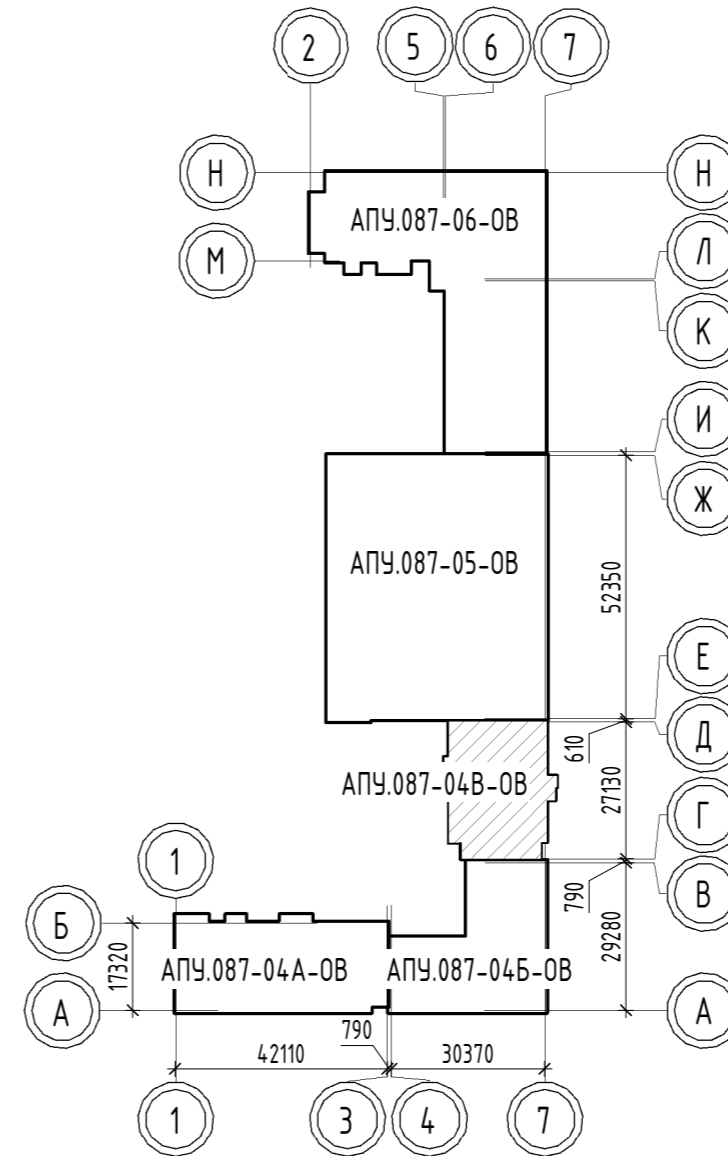 2
5
6
7
Н
Н
АПУ.087-06-ОВ
М
Л
К
И
Ж
АПУ.087-05-ОВ
52350
Е
Д
610
АПУ.087-04В-ОВ
27130
Г
1
В
790
Б
17320
АПУ.087-04А-ОВ
АПУ.087-04Б-ОВ
29280
А
А
790
42110
30370
1
3
4
7